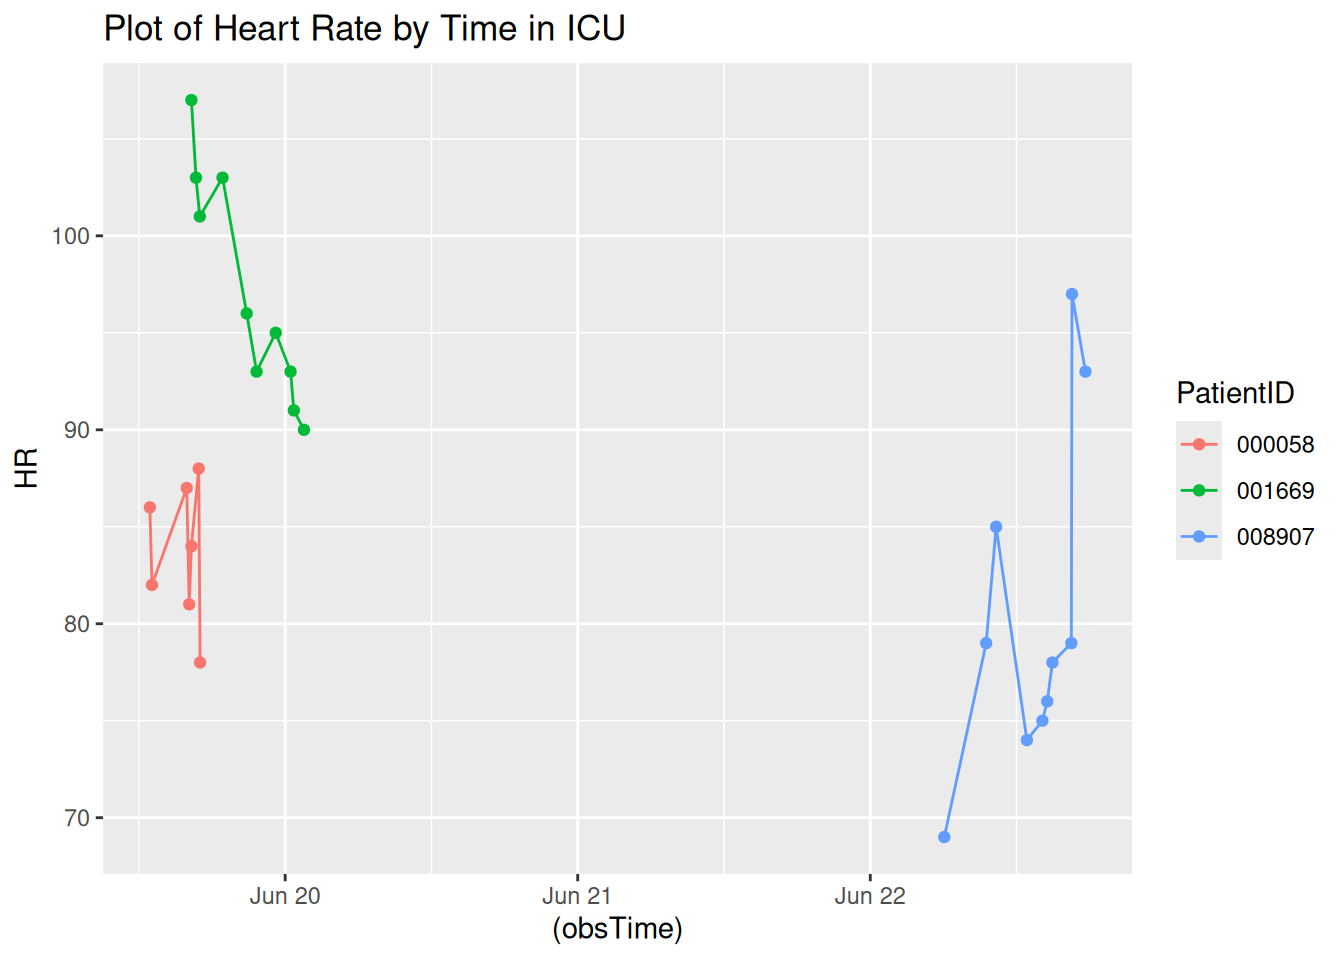 Plot of Heart Rate by Time in ICU
HR
100
90
80
70
Jun 20
Jun 21
Jun 22
(obsTime)
PatientID
000058
001669
008907